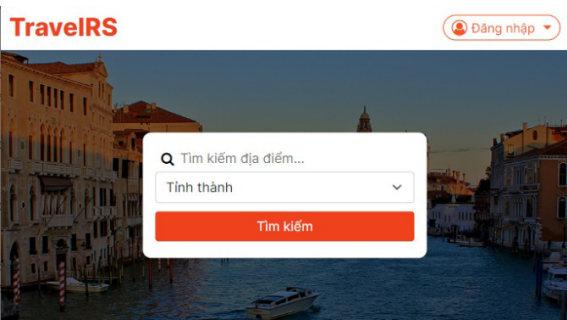 TravelRS
Đăng nhập
Tìm kiếm địa điểm...
Tỉnh thành
Tìm kiếm